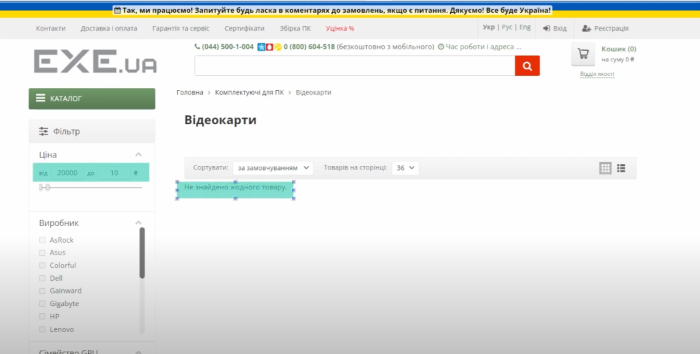 Так, ми працюємо! Запитуйте будь ласка в коментарях до замовлень, якщо є питання. Дякуємо! Все буде Україна!
Контакти Доставка і оплата Гарантія та сервіс Сертифікати Збірка ПК Уцінка % Укр | Рус | Eng Вхід Реєстрація
EXE.UA
(044) 500-1-004 0 (800) 604-518 (безкоштовно з мобільного) Час роботи і адреса ...
Кошик (0)
на суму 0 ₴
Відділ якості
КАТАЛОГ
Головна > Комплектуючі для ПК > Відеокарти
Фільтр
Відеокарти
Ціна
від 20000 до 10 ₴
Сортувати: за замовчуванням Товарів на сторінці: 36
Не знайдено жодного товару.
Виробник
AsRock
Asus
Colorful
Dell
Gainward
Gigabyte
HP
Lenovo
Сімейство GPU